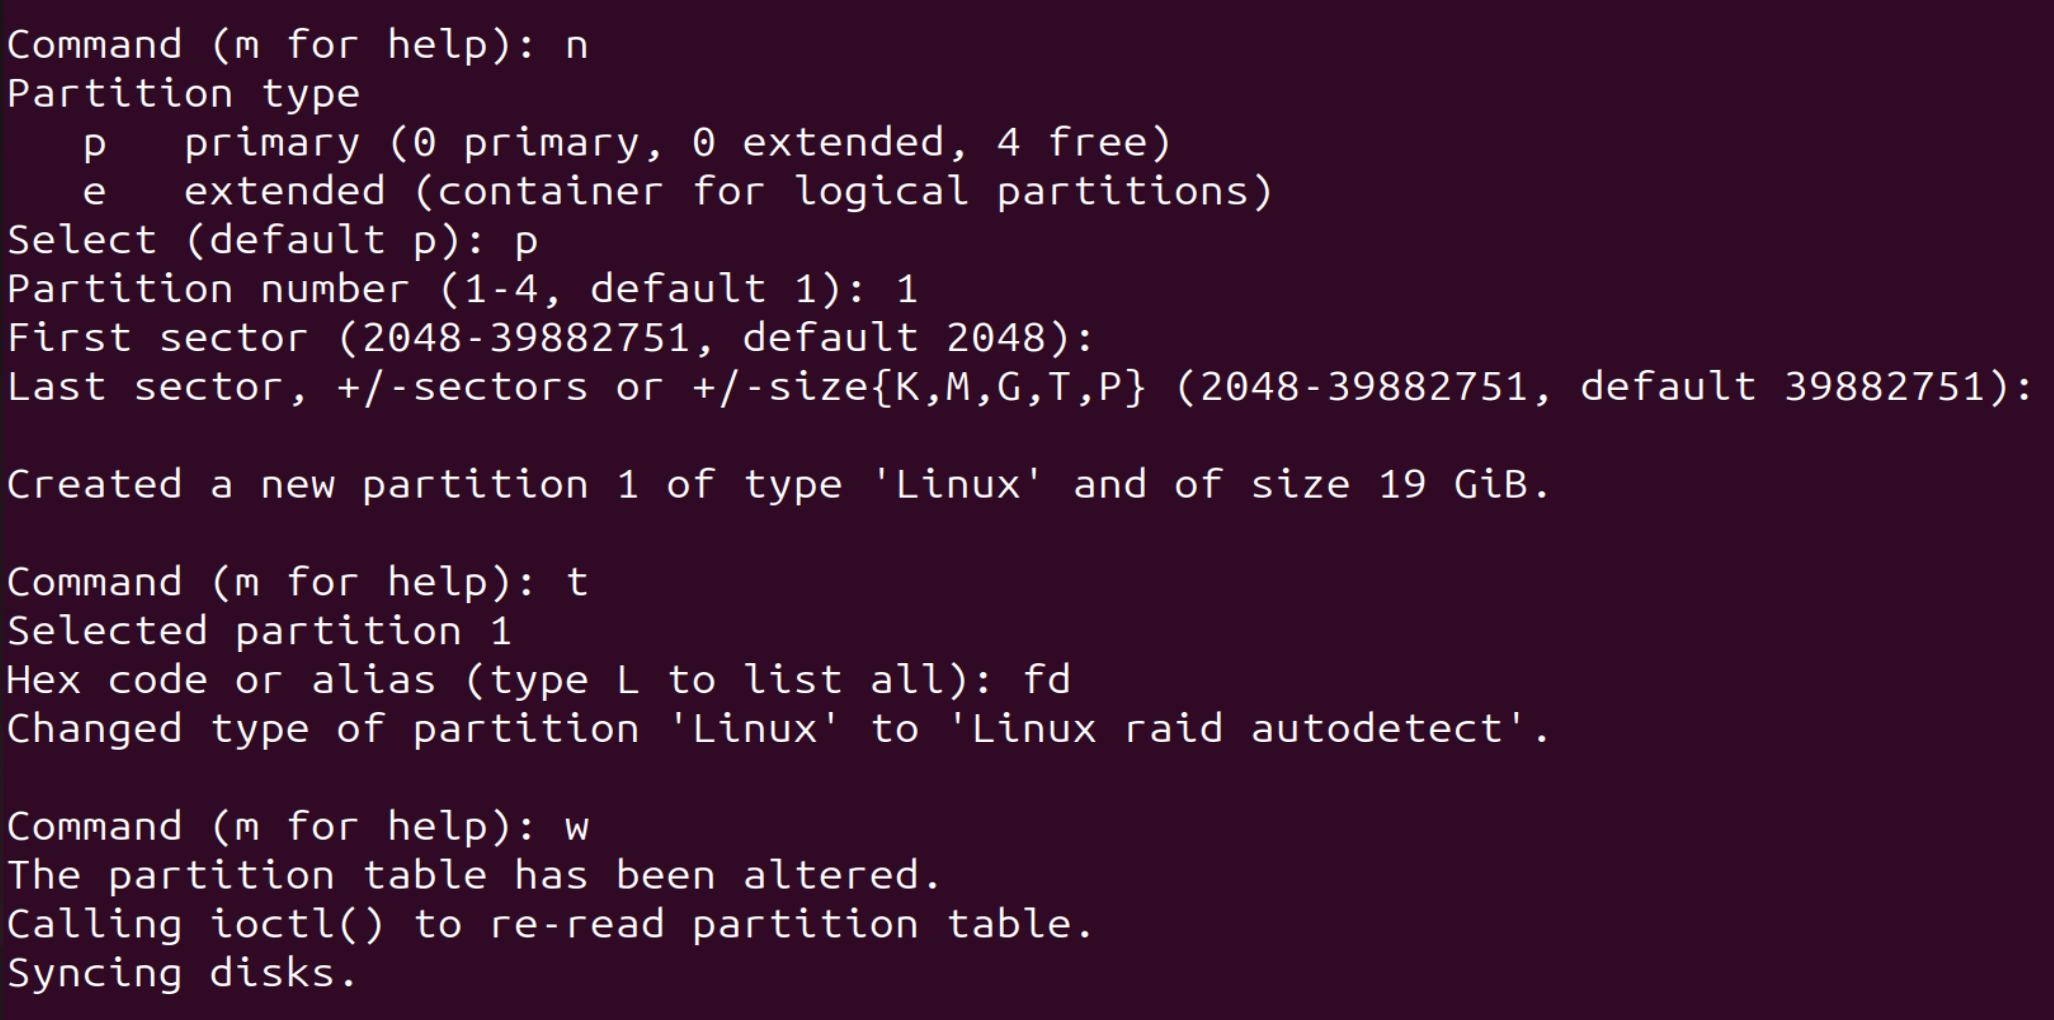 Command (m for help): n
Partition type
   p   primary (0 primary, 0 extended, 4 free)
   e   extended (container for logical partitions)
Select (default p): p
Partition number (1-4, default 1): 1
First sector (2048-39882751, default 2048):
Last sector, +/-sectors or +/-size{K,M,G,T,P} (2048-39882751, default 39882751):
Created a new partition 1 of type 'Linux' and of size 19 GiB.
Command (m for help): t
Selected partition 1
Hex code or alias (type L to list all): fd
Changed type of partition 'Linux' to 'Linux raid autodetect'.
Command (m for help): w
The partition table has been altered.
Calling ioctl() to re-read partition table.
Syncing disks.